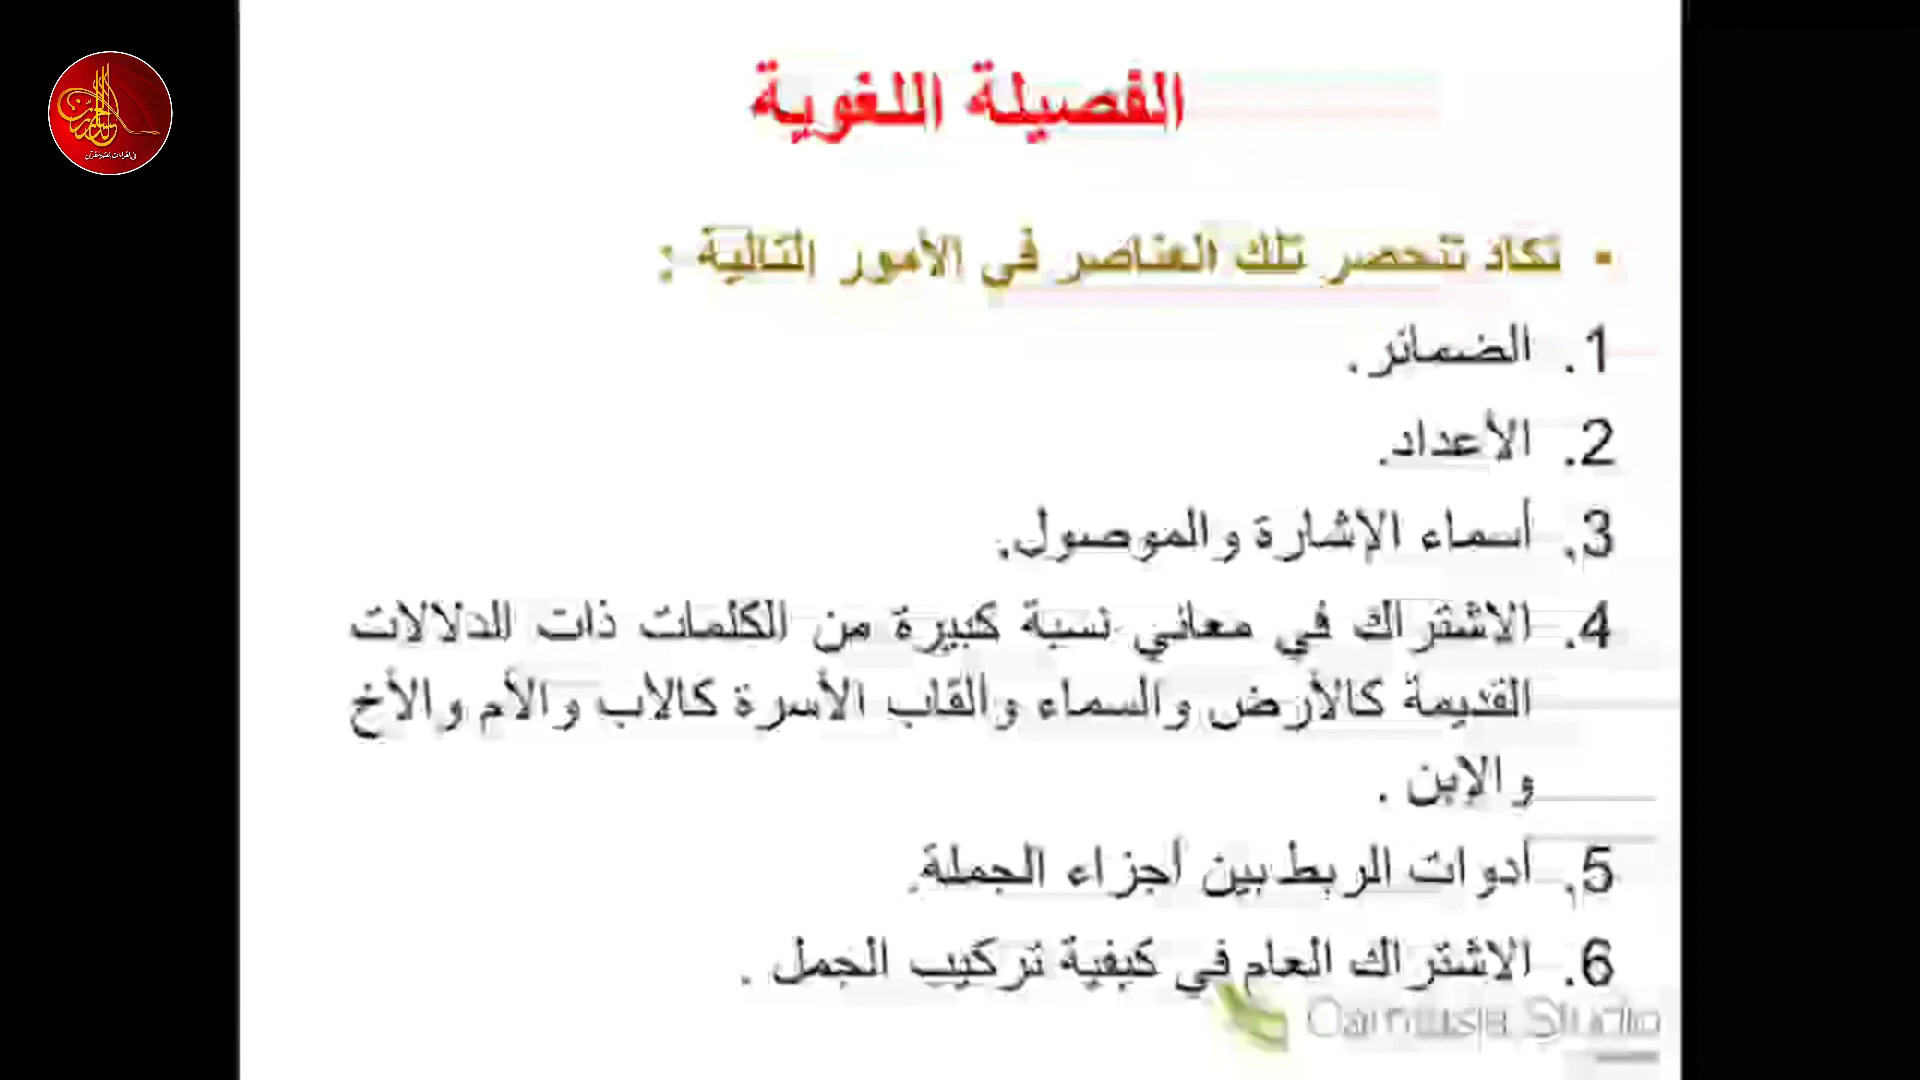 الفصيلة اللغوية
▪ تكاد تنحصر تلك العناصر في الأمور التالية :
1. الضمائر .
2. الأعداد.
3. أسماء الإشارة والموصول.
4. الاشتراك في معاني نسبة كبيرة من الكلمات ذات الدلالات
القديمة كالأرض والسماء وألقاب الأسرة كالأب والأم والأخ
والإبن .
5. أدوات الربط بين أجزاء الجملة.
6. الاشتراك العام في كيفية تركيب الجمل .
Camtasia Studio